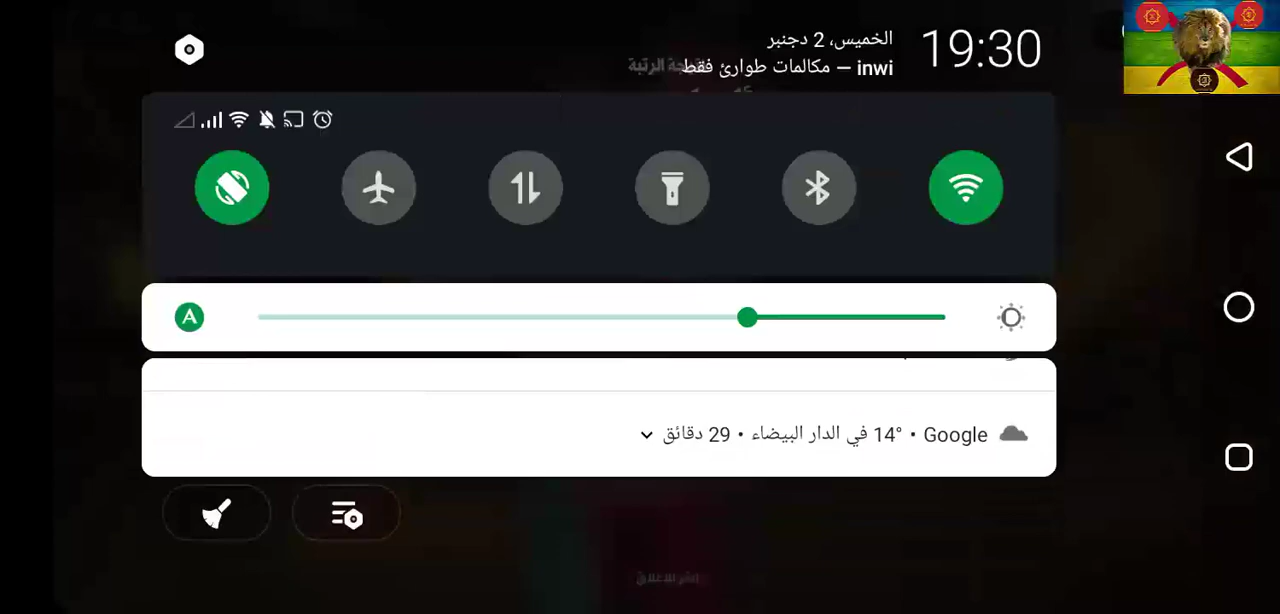 19:30
الخميس، 2 دجنبر
inwi — مكالمات طوارئ فقط
A
Google • 14° في الدار البيضاء • 29 دقائق